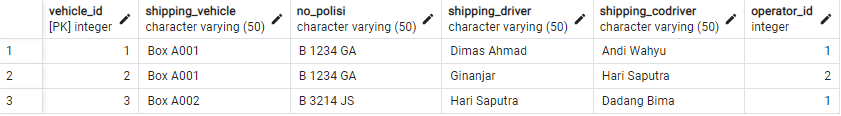 vehicle_id shipping_vehicle no_polisi shipping_driver shipping_codriver operator_id
[PK] integer character varying (50) character varying (50) character varying (50) character varying (50) integer
1 1 Box A001 B 1234 GA Dimas Ahmad Andi Wahyu 1
2 2 Box A001 B 1234 GA Ginanjar Hari Saputra 2
3 3 Box A002 B 3214 JS Hari Saputra Dadang Bima 1